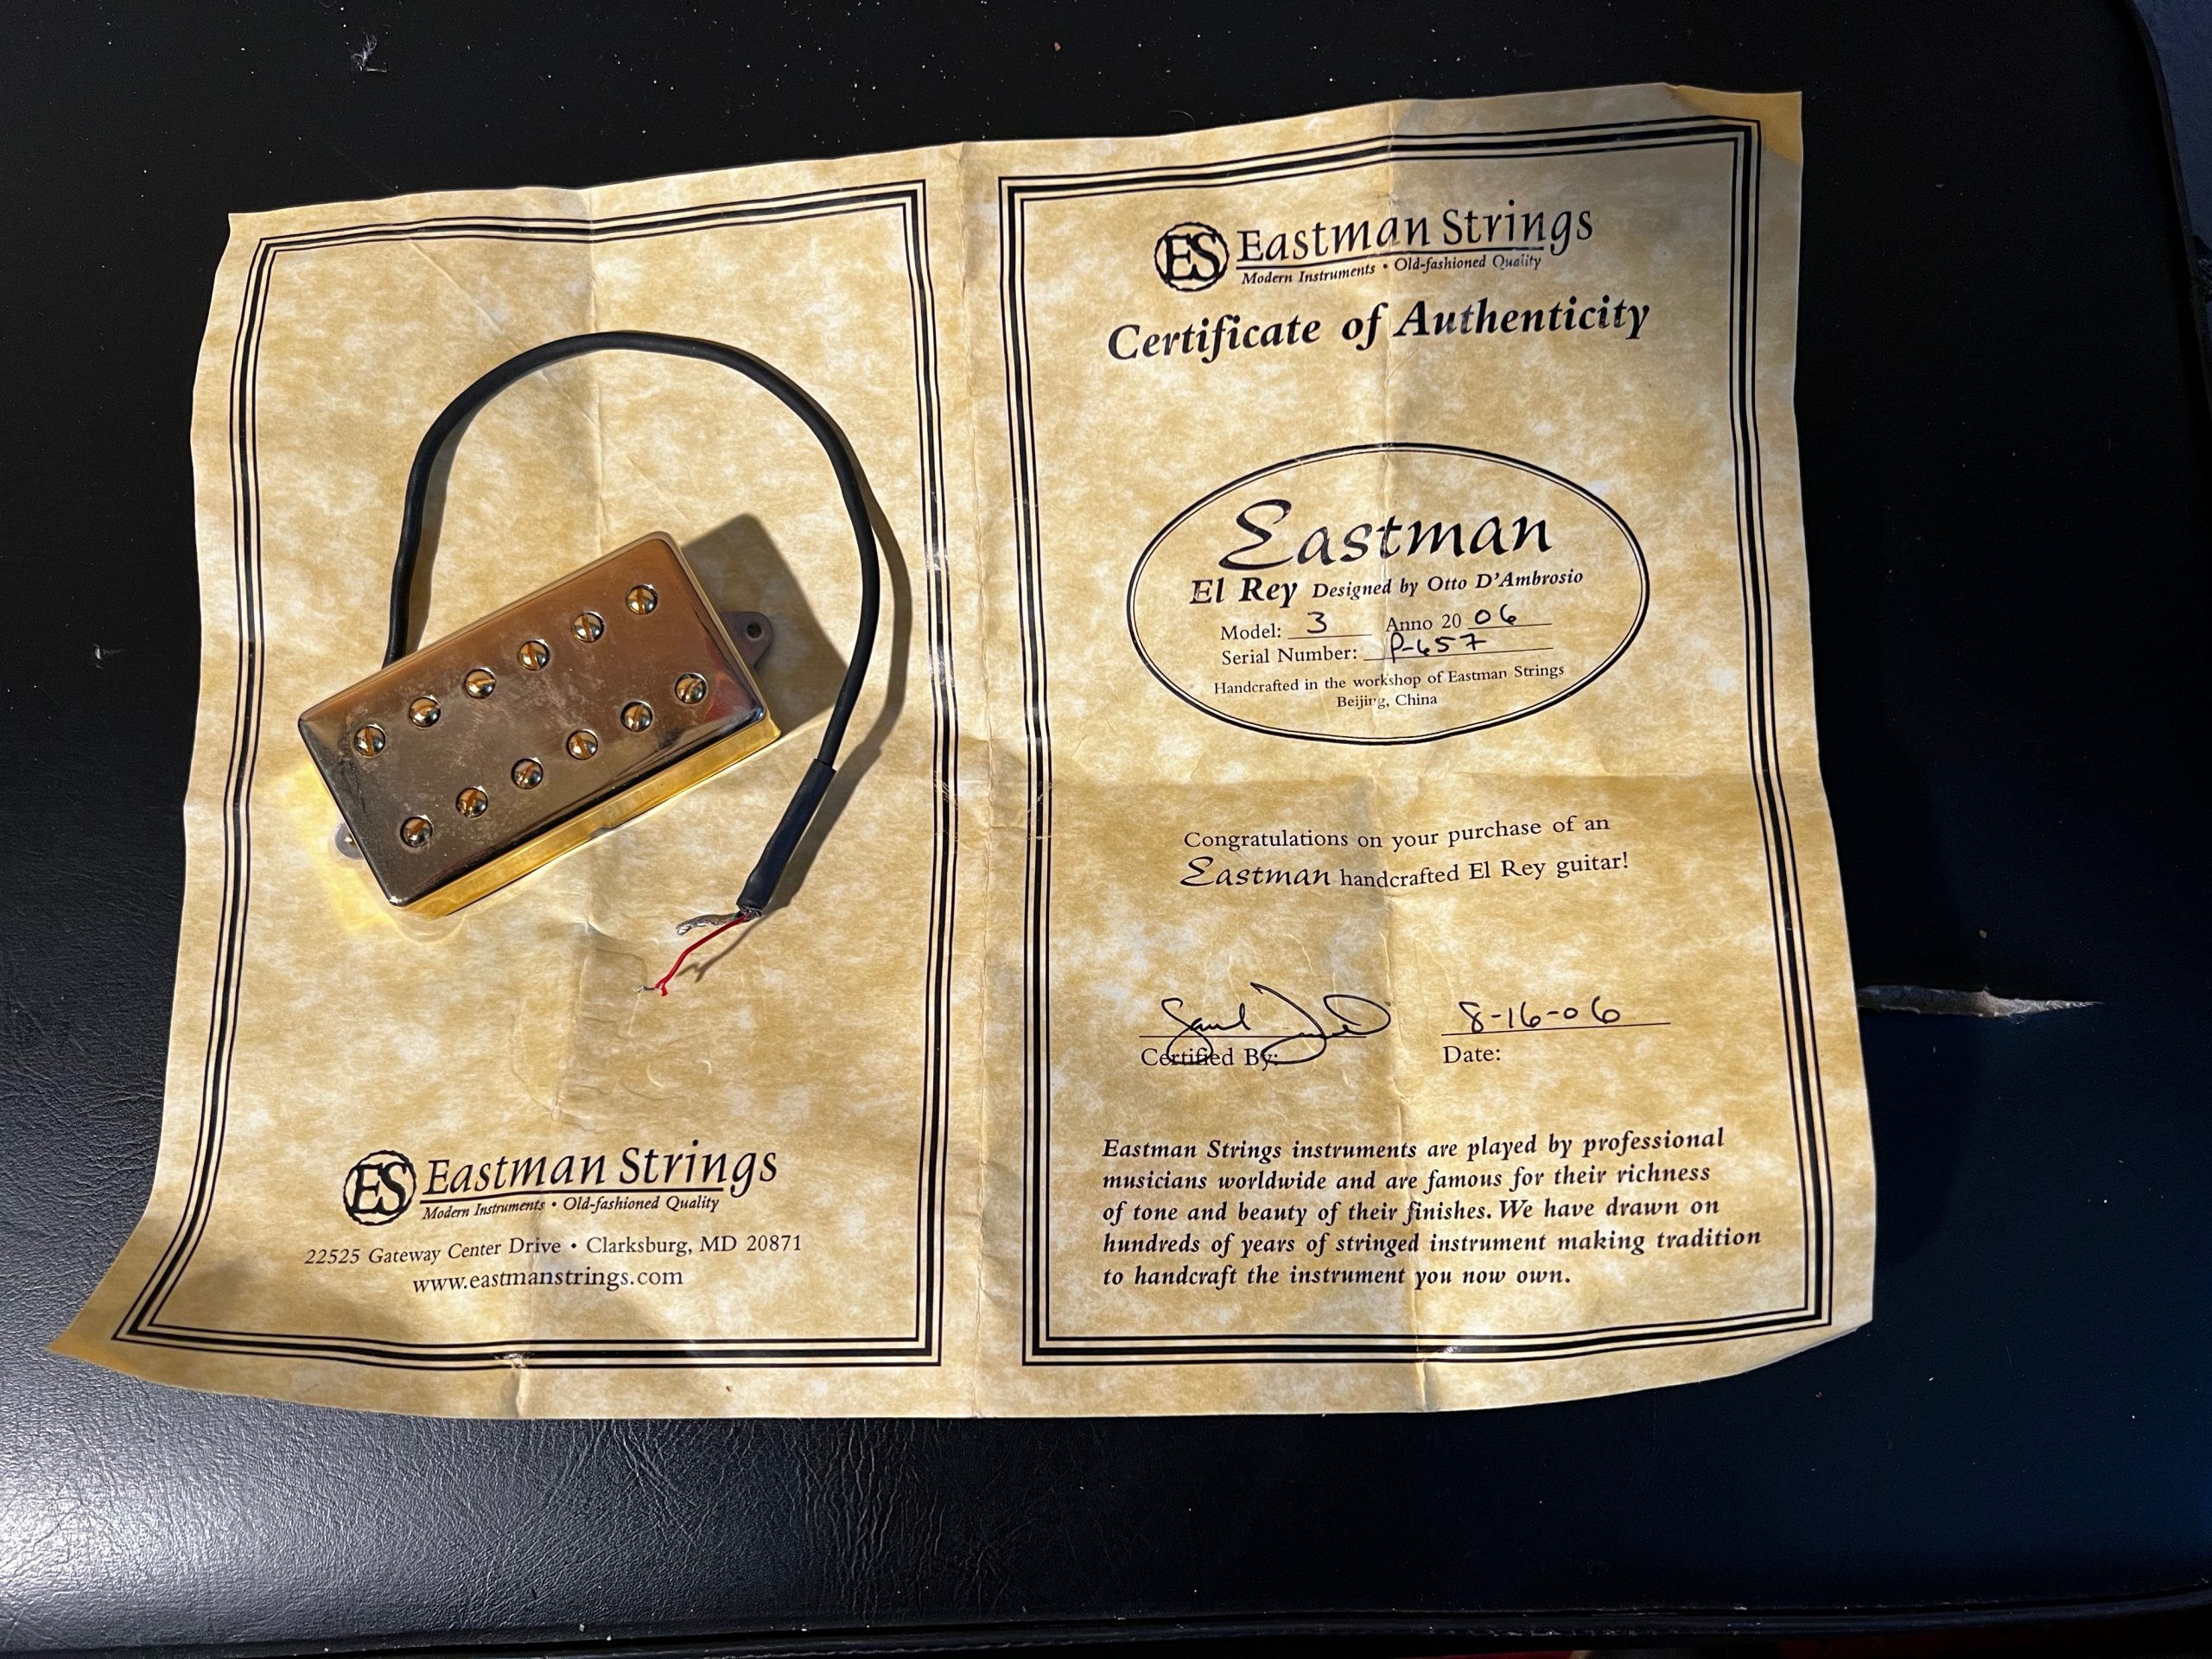 ES Eastman Strings
Modern Instruments • Old-fashioned Quality
22525 Gateway Center Drive • Clarksburg, MD 20871
www.eastmanstrings.com
ES Eastman Strings
Modern Instruments • Old-fashioned Quality
Certificate of Authenticity
Eastman
El Rey Designed by Otto D'Ambrosio
Model: 3 Anno 20 06
Serial Number: P-657
Handcrafted in the workshop of Eastman Strings
Beijing, China
Congratulations on your purchase of an
Eastman handcrafted El Rey guitar!
8-16-06
Certified By: Date:
Eastman Strings instruments are played by professional
musicians worldwide and are famous for their richness
of tone and beauty of their finishes. We have drawn on
hundreds of years of stringed instrument making tradition
to handcraft the instrument you now own.